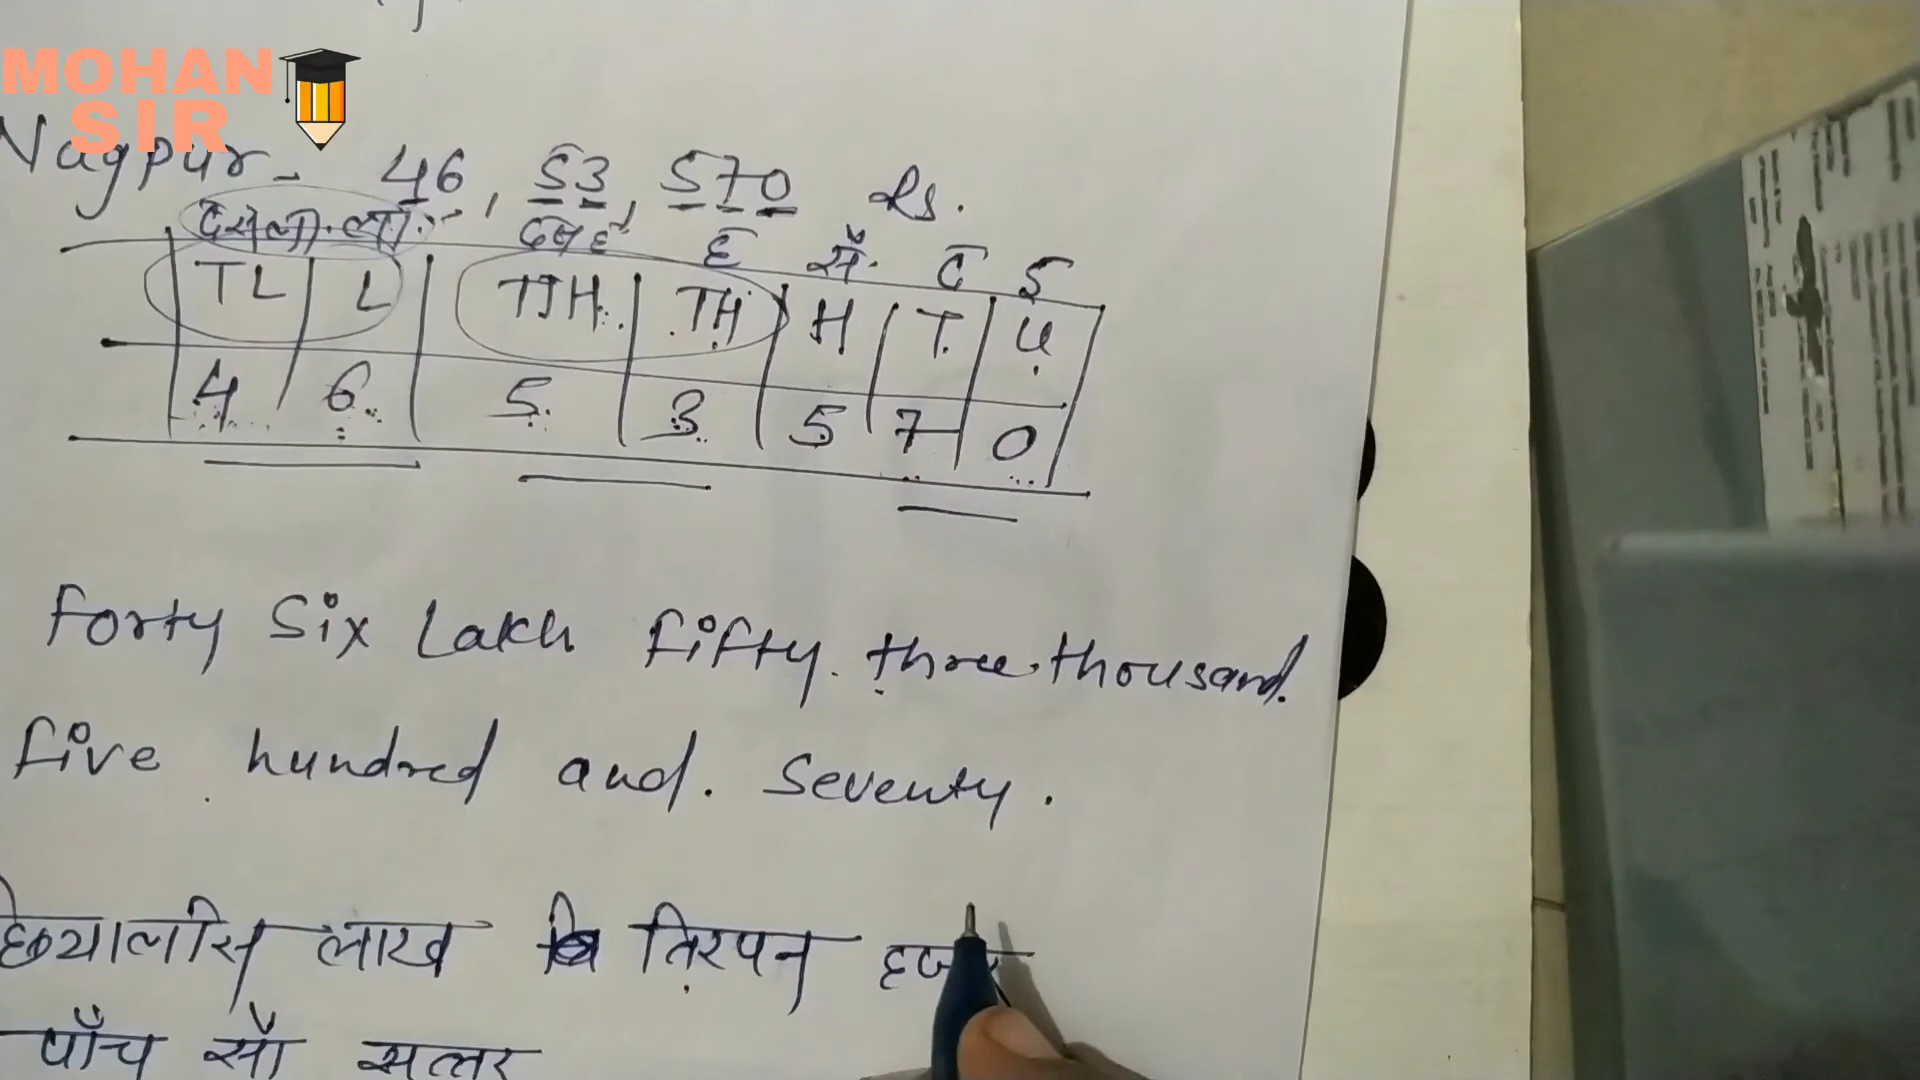 MOHAN
SIR
Nagpur - 46,53,570 Rs.
द.ला. ला. द.ह ह सै. द इ
TL L TTH. TH H T. U
4 6 5 3 5 7 0
Forty Six Lakh fifty. three thousand.
five hundred and. Seventy.
छियालीस लाख तिरपन हजार
पाँच सौ सत्तर